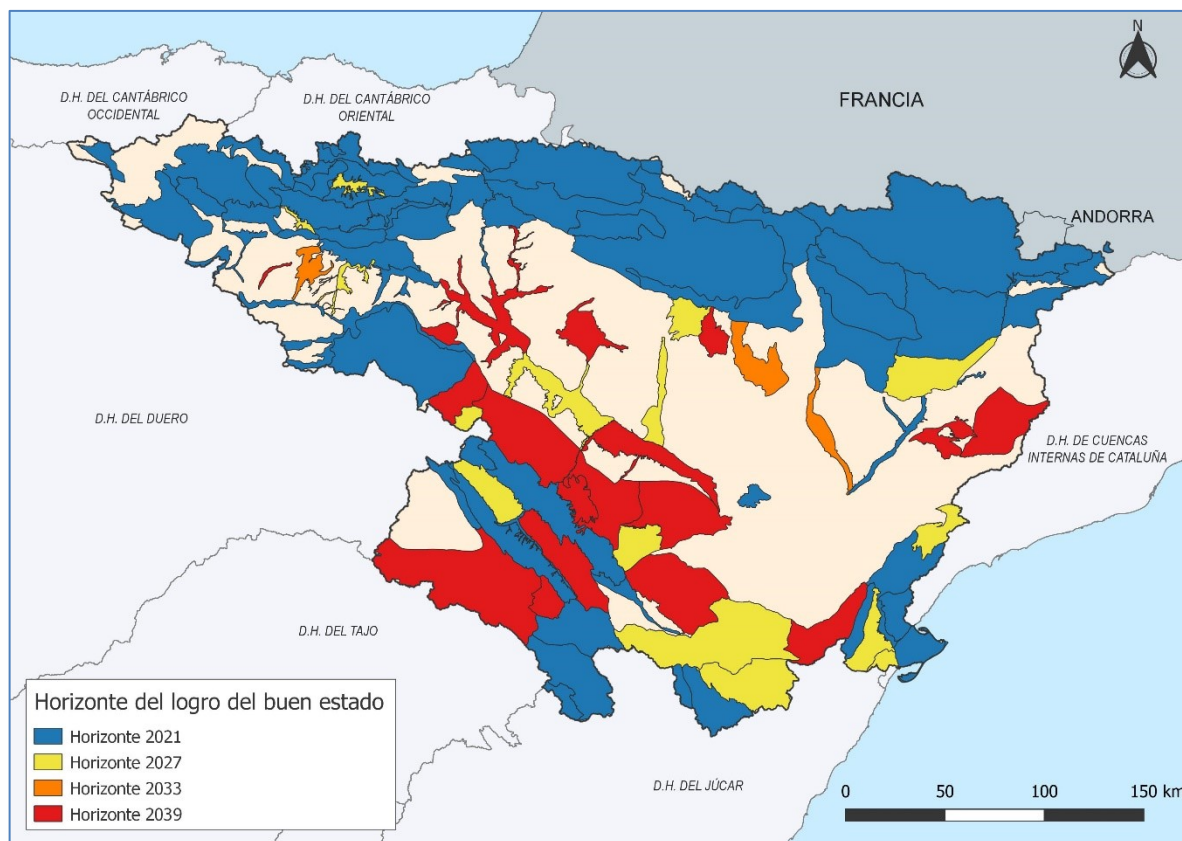 N
D.H. DEL CANTÁBRICO
OCCIDENTAL
D.H. DEL CANTÁBRICO
ORIENTAL
FRANCIA
ANDORRA
D.H. DEL DUERO
D.H. DE CUENCAS
INTERNAS DE CATALUÑA
D.H. DEL TAJO
D.H. DEL JÚCAR
Horizonte del logro del buen estado
Horizonte 2021
Horizonte 2027
Horizonte 2033
Horizonte 2039
0 50 100 150 km